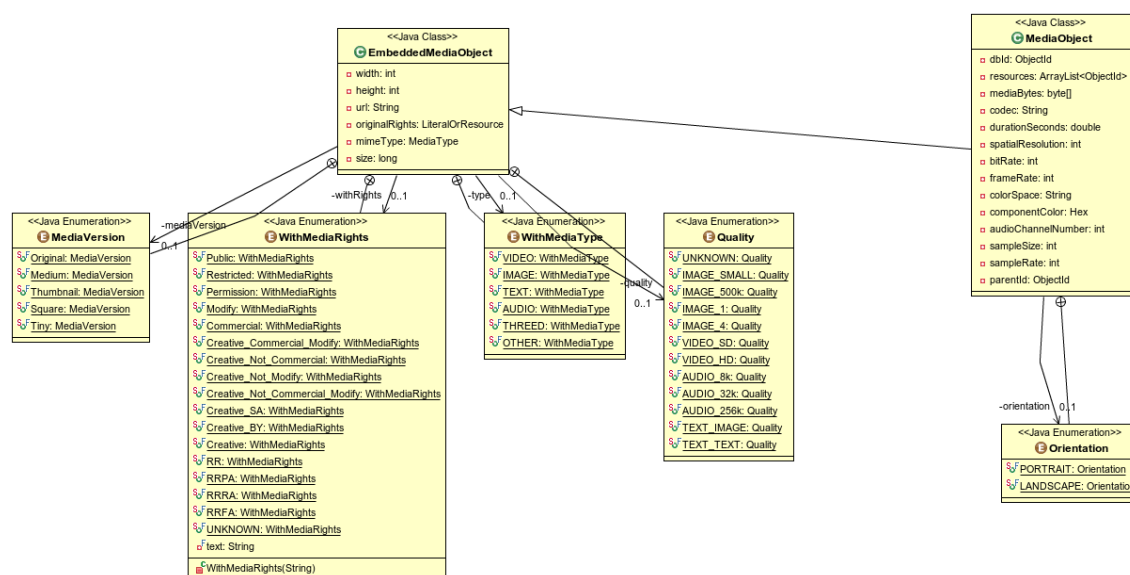 <<Java Class>>
EmbeddedMediaObject
width: int
height: int
url: String
originalRights: LiteralOrResource
mimeType: MediaType
size: long
<<Java Class>>
MediaObject
dbId: ObjectId
resources: ArrayList<ObjectId>
mediaBytes: byte[]
codec: String
durationSeconds: double
spatialResolution: int
bitRate: int
frameRate: int
colorSpace: String
componentColor: Hex
audioChannelNumber: int
sampleSize: int
sampleRate: int
parentId: ObjectId
-mediaVersion
0..1
-withRights
0..1
-type
0..1
-quality
0..1
-orientation
0..1
<<Java Enumeration>>
MediaVersion
Original: MediaVersion
Medium: MediaVersion
Thumbnail: MediaVersion
Square: MediaVersion
Tiny: MediaVersion
<<Java Enumeration>>
WithMediaRights
Public: WithMediaRights
Restricted: WithMediaRights
Permission: WithMediaRights
Modify: WithMediaRights
Commercial: WithMediaRights
Creative_Commercial_Modify: WithMediaRights
Creative_Not_Commercial: WithMediaRights
Creative_Not_Modify: WithMediaRights
Creative_Not_Commercial_Modify: WithMediaRights
Creative_SA: WithMediaRights
Creative_BY: WithMediaRights
Creative: WithMediaRights
RR: WithMediaRights
RRPA: WithMediaRights
RRRA: WithMediaRights
RRFA: WithMediaRights
UNKNOWN: WithMediaRights
text: String
WithMediaRights(String)
<<Java Enumeration>>
WithMediaType
VIDEO: WithMediaType
IMAGE: WithMediaType
TEXT: WithMediaType
AUDIO: WithMediaType
THREED: WithMediaType
OTHER: WithMediaType
<<Java Enumeration>>
Quality
UNKNOWN: Quality
IMAGE_SMALL: Quality
IMAGE_500k: Quality
IMAGE_1: Quality
IMAGE_4: Quality
VIDEO_SD: Quality
VIDEO_HD: Quality
AUDIO_8k: Quality
AUDIO_32k: Quality
AUDIO_256k: Quality
TEXT_IMAGE: Quality
TEXT_TEXT: Quality
<<Java Enumeration>>
Orientation
PORTRAIT: Orientation
LANDSCAPE: Orientatio